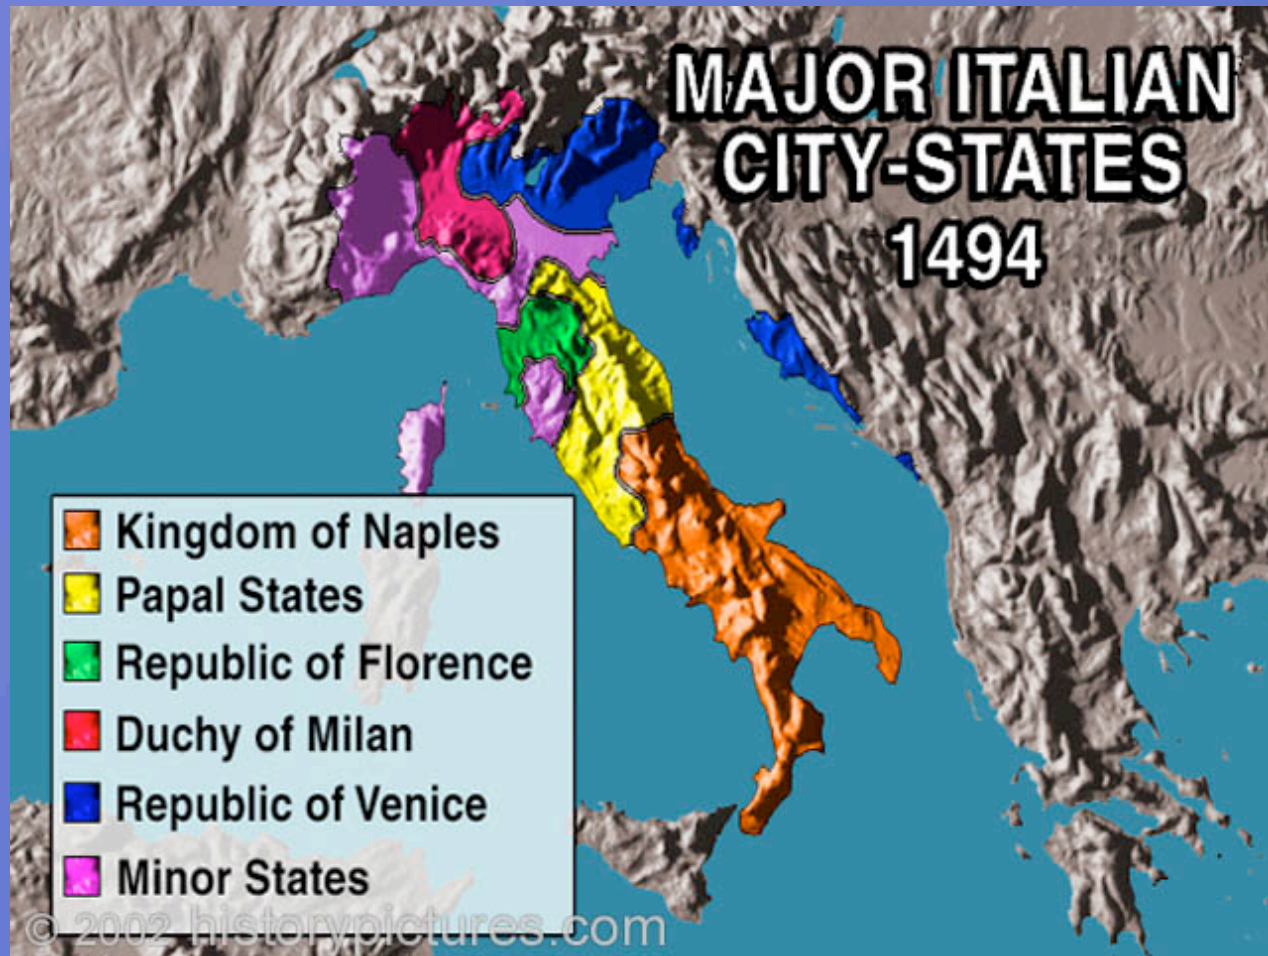 MAJOR ITALIAN
CITY-STATES
1494
Kingdom of Naples
Papal States
Republic of Florence
Duchy of Milan
Republic of Venice
Minor States
© 2002 historypictures.com